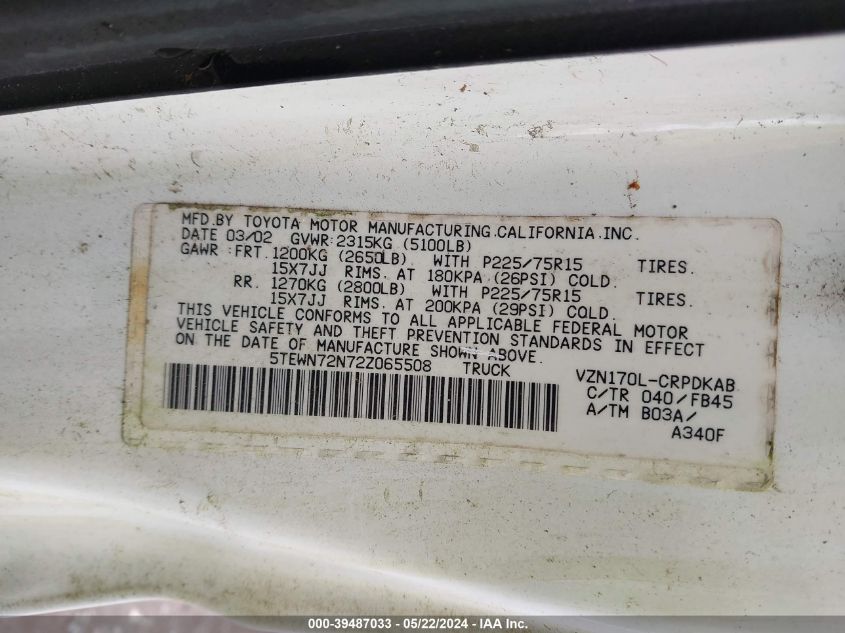 MFD.BY TOYOTA MOTOR MANUFACTURING.CALIFORNIA.INC.
DATE 03/02 GVWR:2315KG (5100LB)
GAWR: FRT. 1200KG (2650LB). WITH P225/75R15 TIRES.
15X7JJ RIMS. AT 180KPA (26PSI) COLD.
RR. 1270KG (2800LB) WITH P225/75R15 TIRES.
15X7JJ RIMS. AT 200KPA (29PSI) COLD.
THIS VEHICLE CONFORMS TO ALL APPLICABLE FEDERAL MOTOR
VEHICLE SAFETY AND THEFT PREVENTION STANDARDS IN EFFECT
ON THE DATE OF MANUFACTURE SHOWN ABOVE.
5TEWN72N72Z065508 TRUCK
VZN170L-CRPDKAB
C/TR 040/FB45
A/TM B03A/
A340F
000-39487033 - 05/22/2024 - IAA Inc.